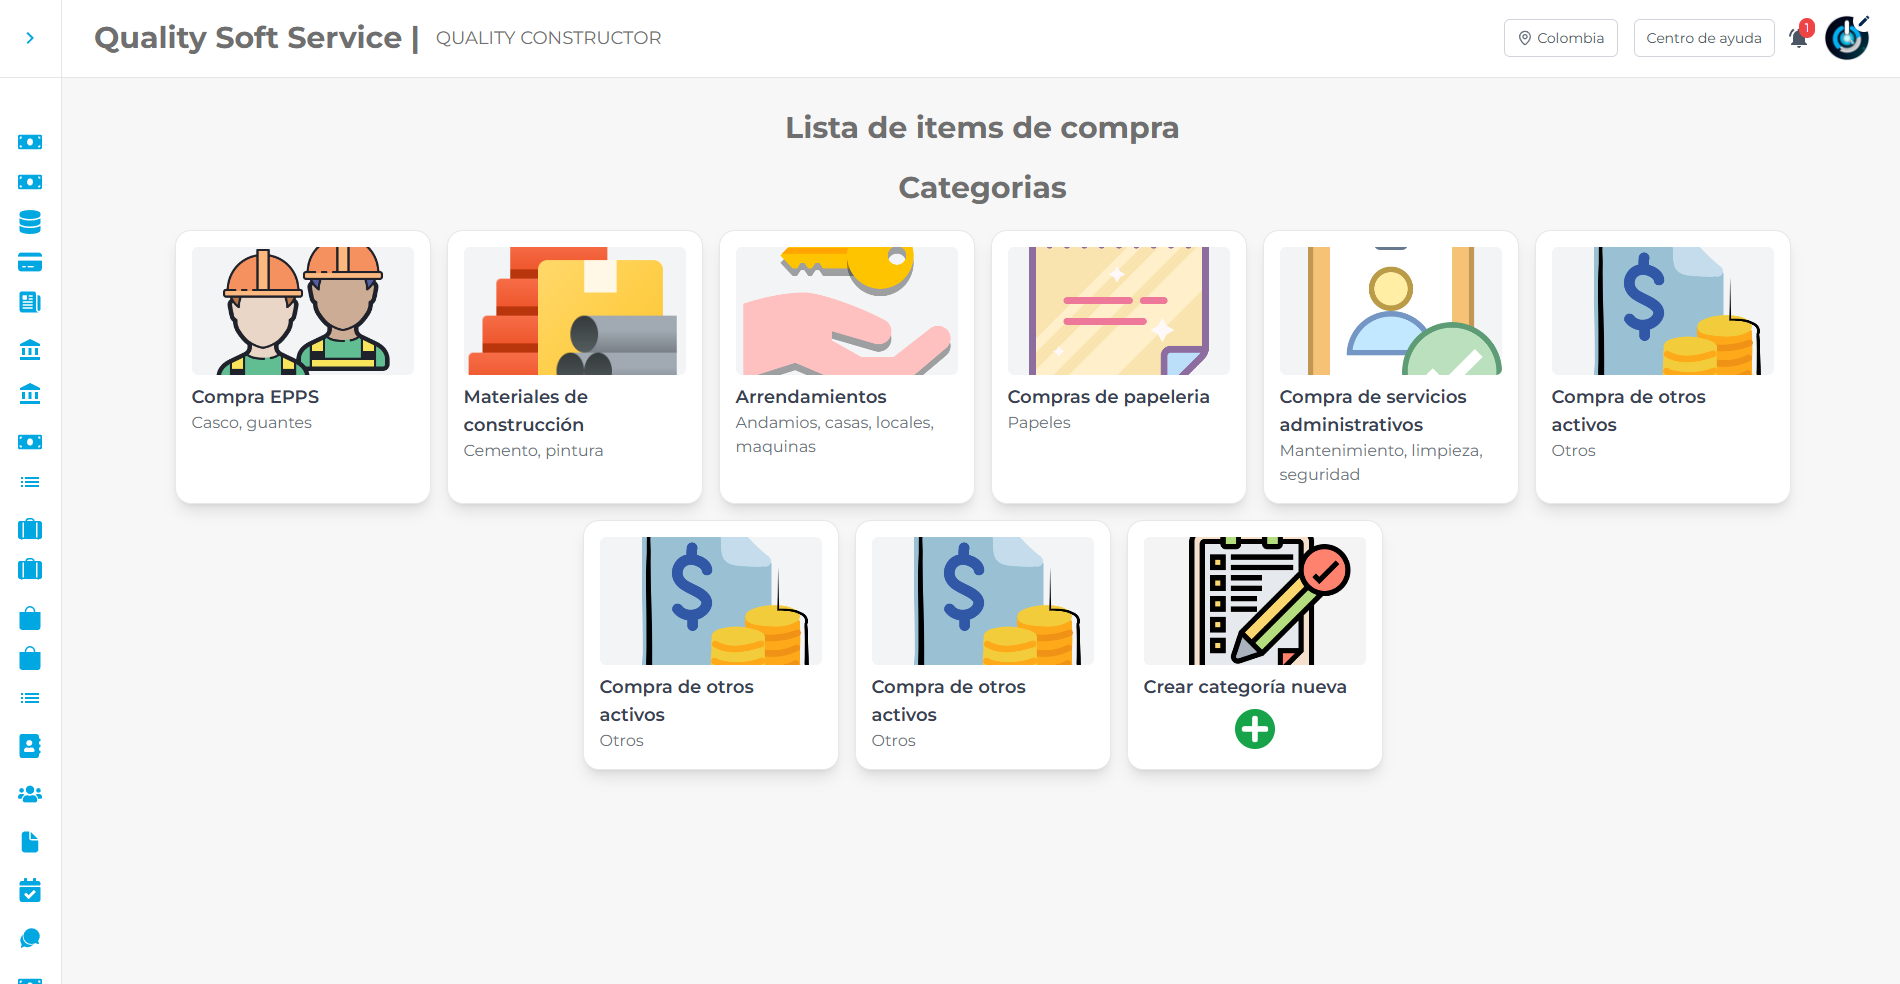 Quality Soft Service | QUALITY CONSTRUCTOR
Colombia
Centro de ayuda
1
Lista de items de compra
Categorias
Compra EPPS
Casco, guantes
Materiales de
construcción
Cemento, pintura
Arrendamientos
Andamios, casas, locales,
maquinas
Compras de papeleria
Papeles
Compra de servicios
administrativos
Mantenimiento, limpieza,
seguridad
Compra de otros
activos
Otros
Compra de otros
activos
Otros
Compra de otros
activos
Otros
Crear categoría nueva